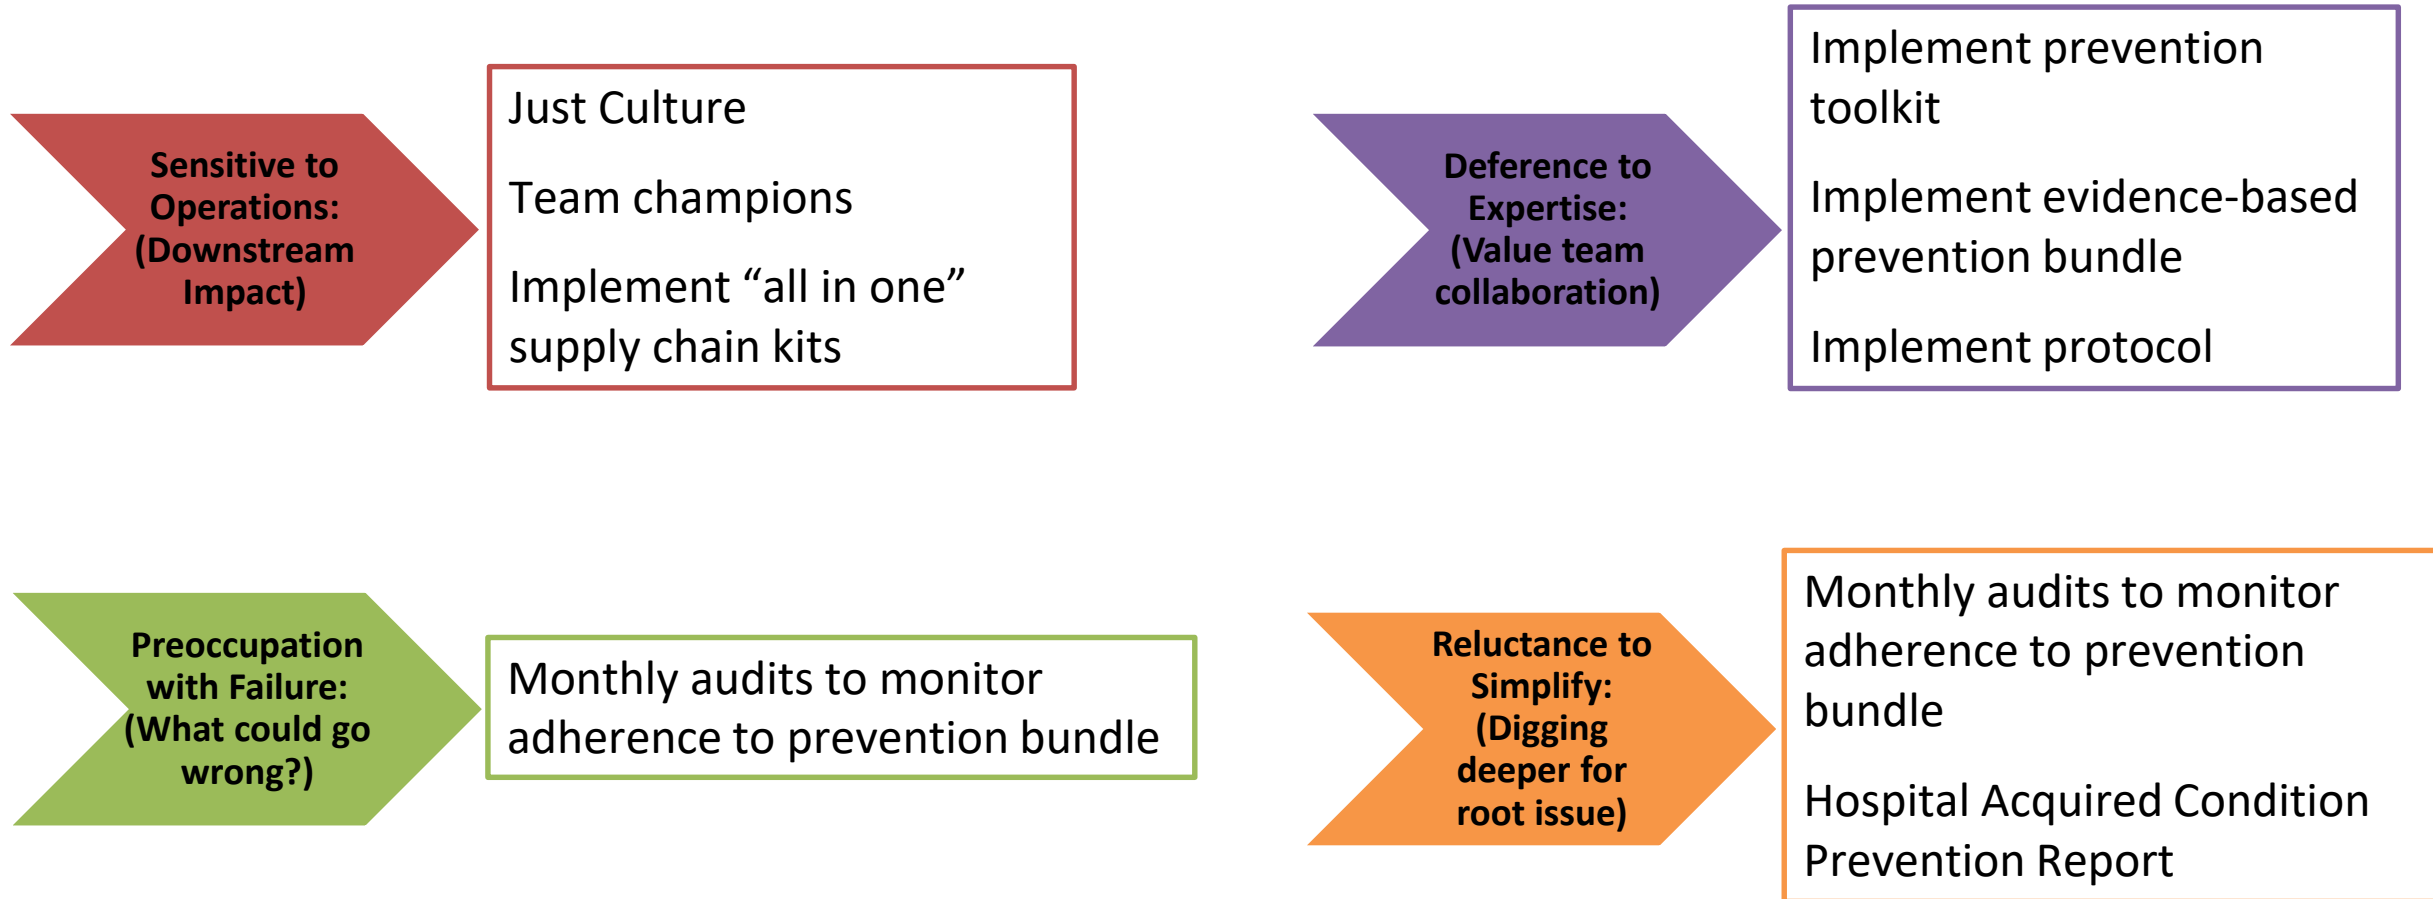 Sensitive to
Operations:
(Downstream
Impact)
Just Culture
Team champions
Implement “all in one”
supply chain kits
Deference to
Expertise:
(Value team
collaboration)
Implement prevention
toolkit
Implement evidence-based
prevention bundle
Implement protocol
Preoccupation
with Failure:
(What could go
wrong?)
Monthly audits to monitor
adherence to prevention bundle
Reluctance to
Simplify:
(Digging
deeper for
root issue)
Monthly audits to monitor
adherence to prevention
bundle
Hospital Acquired Condition
Prevention Report